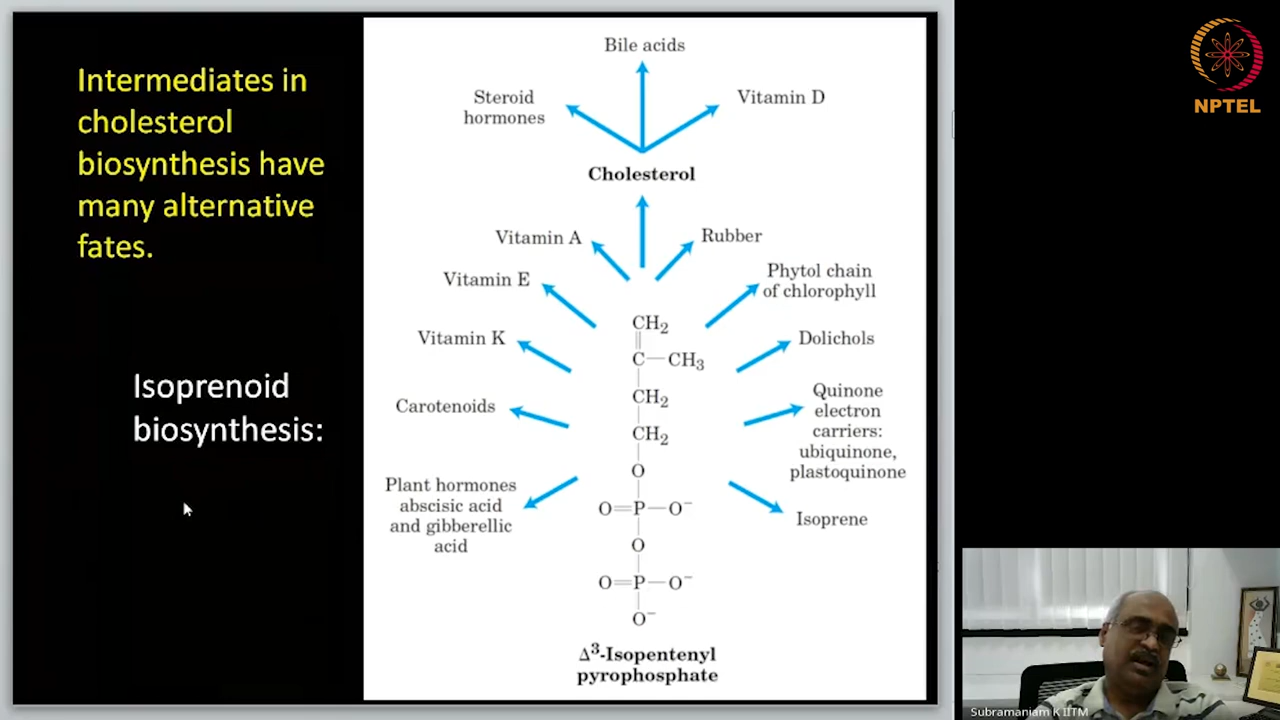 Intermediates in
cholesterol
biosynthesis have
many alternative
fates.
Isoprenoid
biosynthesis:
Bile acids
Steroid
hormones
Vitamin D
Cholesterol
Vitamin A
Rubber
Vitamin E
Phytol chain
of chlorophyll
Vitamin K
Dolichols
Carotenoids
Quinone
electron
carriers:
ubiquinone,
plastoquinone
Plant hormones
abscisic acid
and gibberellic
acid
Isoprene
CH₂
C—CH₃
CH₂
CH₂
O
O=P—O⁻
O
O=P—O⁻
O⁻
Δ³-Isopentenyl
pyrophosphate
NPTEL
Subramaniam K IITM